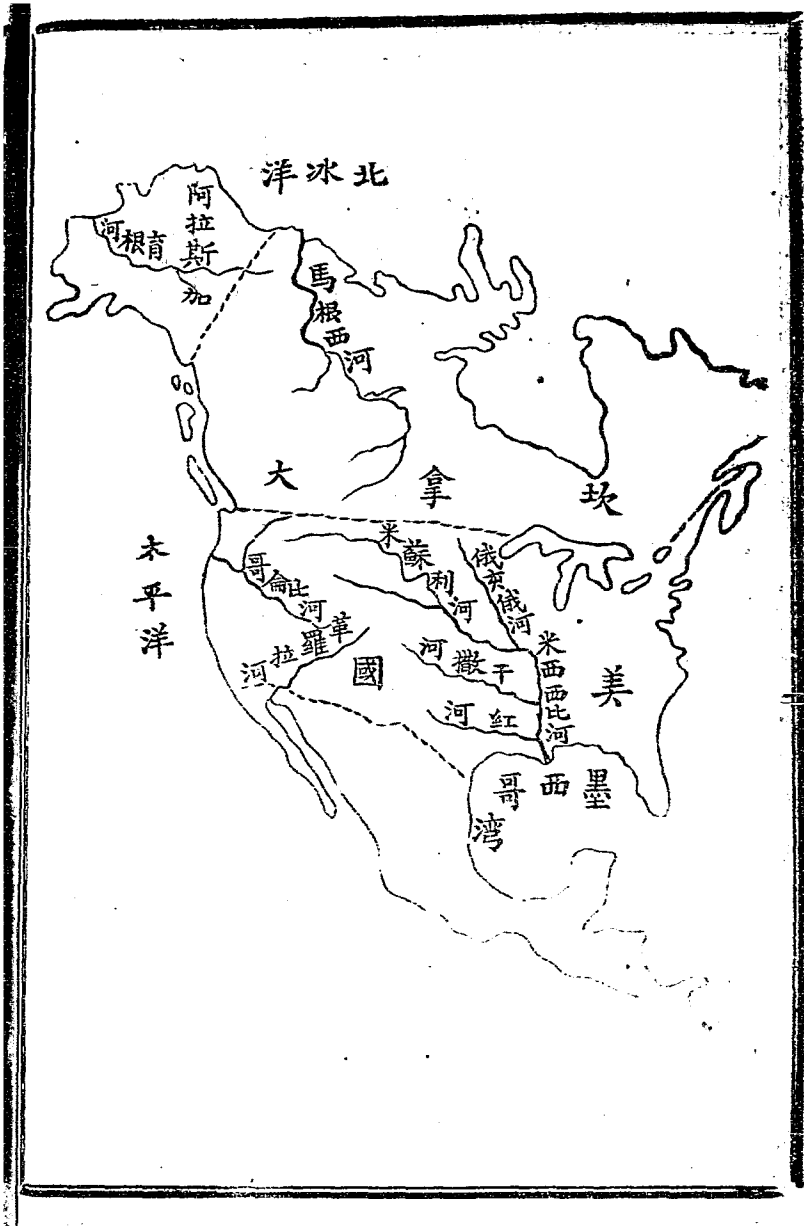 北冰洋
阿拉斯加
育根河
馬根西河
坎拿大
太平洋
米蘇利河
俄亥俄河
哥倫比河
革羅拉河
米西西比河
干撒河
紅河
美國
墨西哥湾